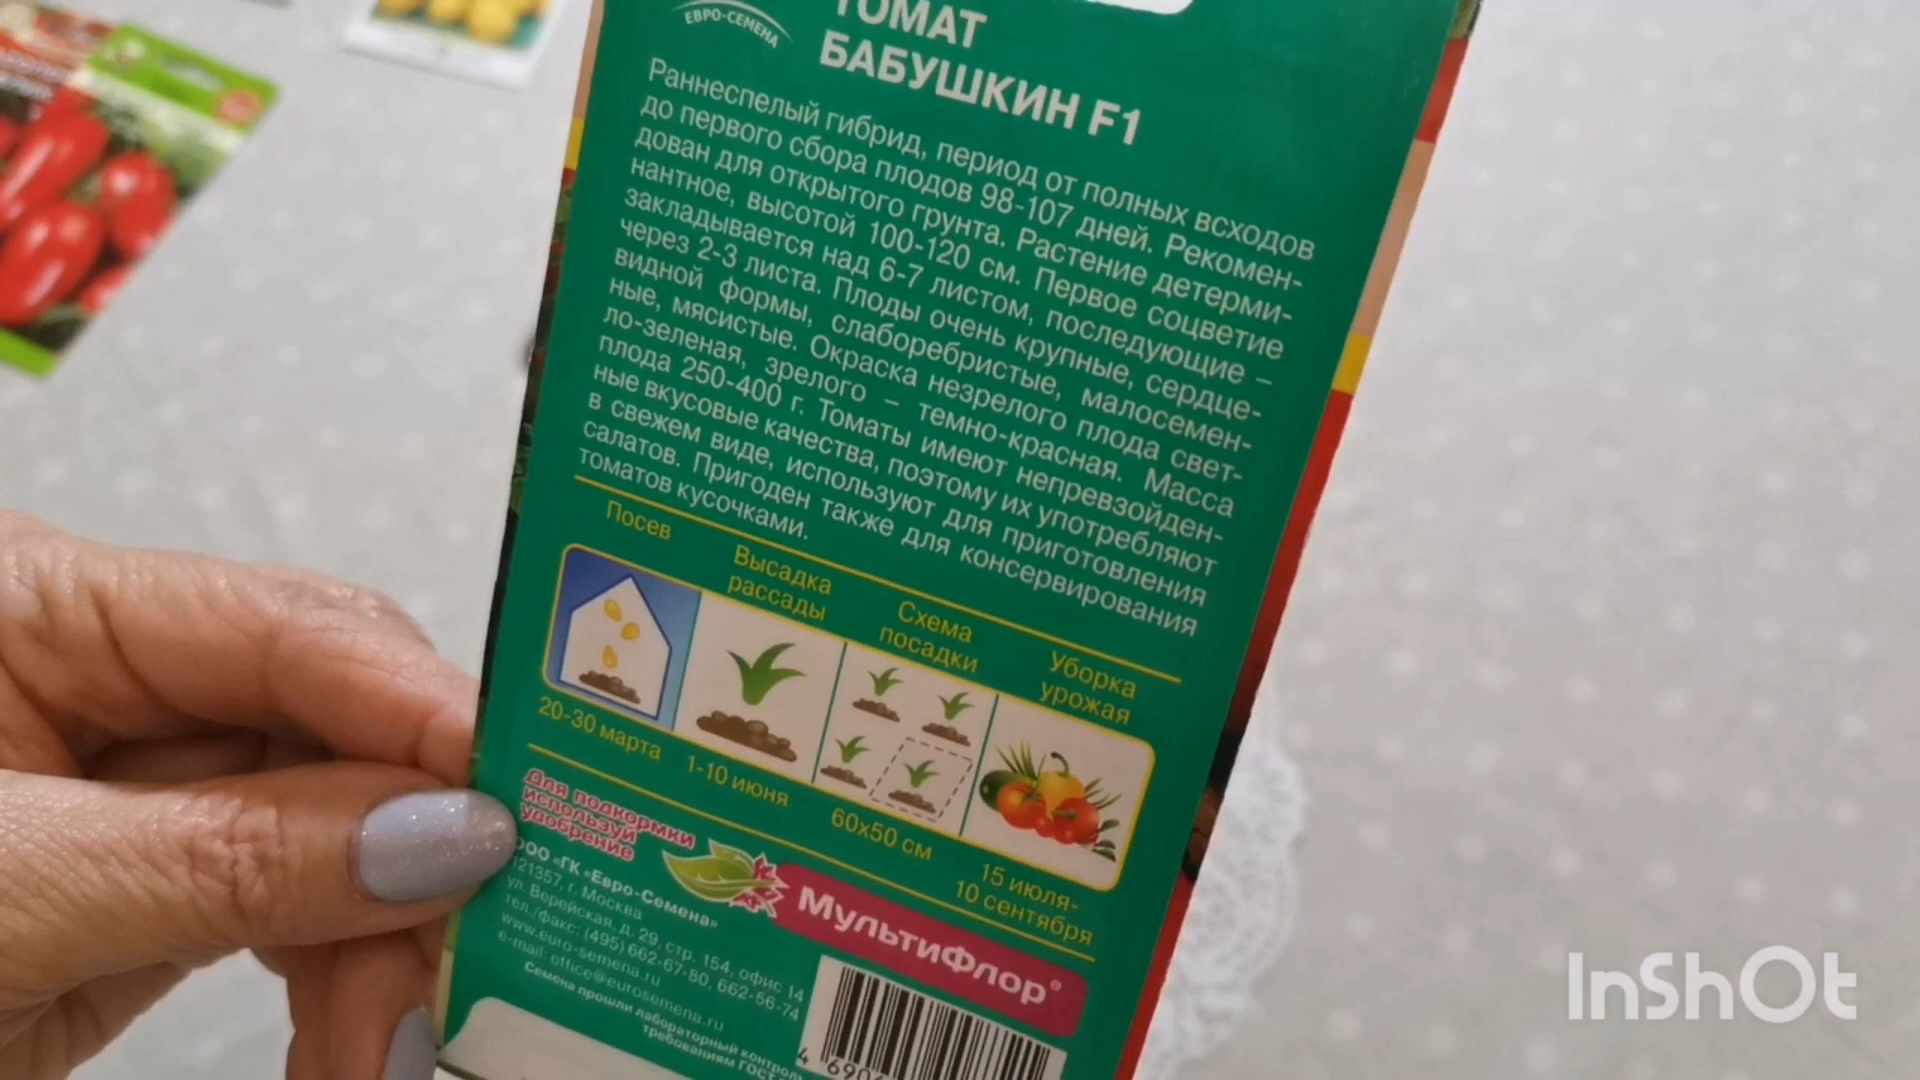 ЕВРО-СЕМЕНА
ТОМАТ
БАБУШКИН F1
Раннеспелый гибрид, период от полных всходов
до первого сбора плодов 98-107 дней. Рекомен-
дован для открытого грунта. Растение детерми-
нантное, высотой 100-120 см. Первое соцветие
закладывается над 6-7 листом, последующие –
через 2-3 листа. Плоды очень крупные, сердце-
видной формы, слаборебристые, малосемен-
ные, мясистые. Окраска незрелого плода свет-
ло-зеленая, зрелого – темно-красная. Масса
плода 250-400 г. Томаты имеют непревзойден-
ные вкусовые качества, поэтому их употребляют
в свежем виде, используют для приготовления
салатов. Пригоден также для консервирования
томатов кусочками.
Посев
Высадка
рассады
Схема
посадки
Уборка
урожая
20-30 марта
1-10 июня
60х50 см
15 июля-
10 сентября
Для подкормки
используй
удобрение
МультиФлор®
ООО «ГК «Евро-Семена»
121357, г. Москва
ул. Верейская, д. 29, стр. 154, офис 14
тел./факс: (495) 662-67-80, 662-56-74
www.euro-semena.ru
e-mail: office@eurosemena.ru
Семена прошли лабораторный контроль
требованиям ГОСТ
InShOt